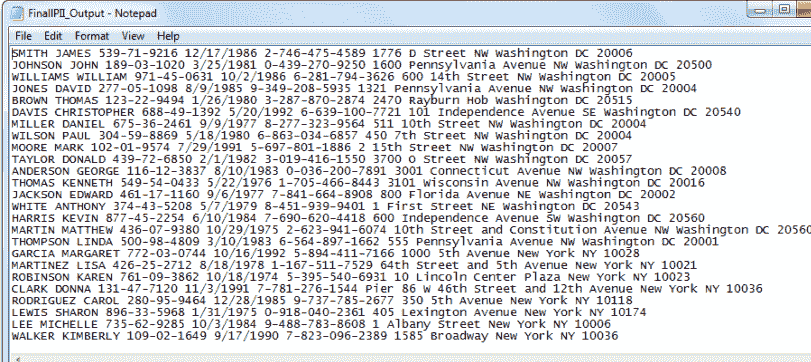 FinalPII_Output - Notepad
File Edit Format View Help
SMITH JAMES 539-71-9216 12/17/1986 2-746-475-4589 1776 D Street NW Washington DC 20006
JOHNSON JOHN 189-03-1020 3/25/1981 0-439-270-9250 1600 Pennsylvania Avenue NW Washington DC 20500
WILLIAMS WILLIAM 971-45-0631 10/2/1986 6-281-794-3626 600 14th Street NW Washington DC 20005
JONES DAVID 277-05-1098 8/9/1985 9-349-208-5935 1321 Pennsylvania Avenue NW Washington DC 20004
BROWN THOMAS 123-22-9494 1/26/1980 3-287-870-2874 2470 Rayburn Hob Washington DC 20515
DAVIS CHRISTOPHER 688-49-1392 5/20/1992 6-639-100-7721 101 Independence Avenue SE Washington DC 20540
MILLER DANIEL 675-36-2461 9/9/1977 8-277-323-9564 511 10th Street NW Washington DC 20004
WILSON PAUL 304-59-8869 5/18/1980 6-863-034-6857 450 7th Street NW Washington DC 20004
MOORE MARK 102-01-9574 7/29/1991 5-697-801-1886 2 15th Street NW Washington DC 20007
TAYLOR DONALD 439-72-6850 2/1/1982 3-019-416-1550 3700 O Street NW Washington DC 20057
ANDERSON GEORGE 116-12-3837 8/10/1983 0-036-200-7891 3001 Connecticut Avenue NW Washington DC 20008
THOMAS KENNETH 549-54-0433 5/22/1976 1-705-466-8443 3101 Wisconsin Avenue NW Washington DC 20016
JACKSON EDWARD 461-17-1160 9/6/1977 7-841-664-8908 800 Florida Avenue NE Washington DC 20002
WHITE ANTHONY 374-43-5208 5/7/1979 8-451-939-9401 1 First Street NE Washington DC 20543
HARRIS KEVIN 877-45-2254 6/10/1984 7-690-620-4418 600 Independence Avenue SW Washington DC 20560
MARTIN MATTHEW 436-07-9380 10/29/1975 2-623-941-6074 10th Street and Constitution Avenue NW Washington DC 20560
THOMPSON LINDA 500-98-4809 3/10/1983 6-564-897-1662 555 Pennsylvania Avenue NW Washington DC 20001
GARCIA MARGARET 772-03-0744 10/16/1992 5-894-411-7166 1000 5th Avenue New York NY 10028
MARTINEZ LISA 426-25-2712 8/18/1978 1-167-511-7529 64th Street and 5th Avenue New York NY 10021
ROBINSON KAREN 761-09-3862 10/18/1974 5-395-540-6931 10 Lincoln Center Plaza New York NY 10023
CLARK DONNA 131-47-7120 11/3/1991 7-781-276-1544 Pier 86 W 46th Street and 12th Avenue New York NY 10036
RODRIGUEZ CAROL 280-95-9464 12/28/1985 9-737-785-2677 350 5th Avenue New York NY 10118
LEWIS SHARON 896-33-5968 1/31/1975 0-918-040-2361 405 Lexington Avenue New York NY 10174
LEE MICHELLE 735-62-9285 10/3/1984 9-488-783-8608 1 Albany Street New York NY 10006
WALKER KIMBERLY 109-02-1649 9/17/1990 7-823-096-2389 1585 Broadway New York NY 10036